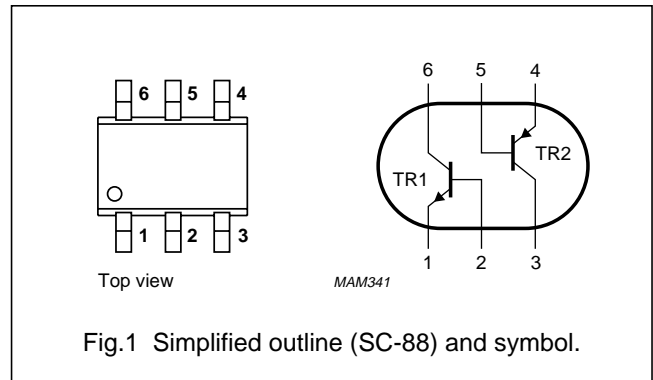 6 5 4
6 5 4
TR2
TR1
1 2 3
1 2 3
Top view
MAM341
Fig.1 Simplified outline (SC-88) and symbol.